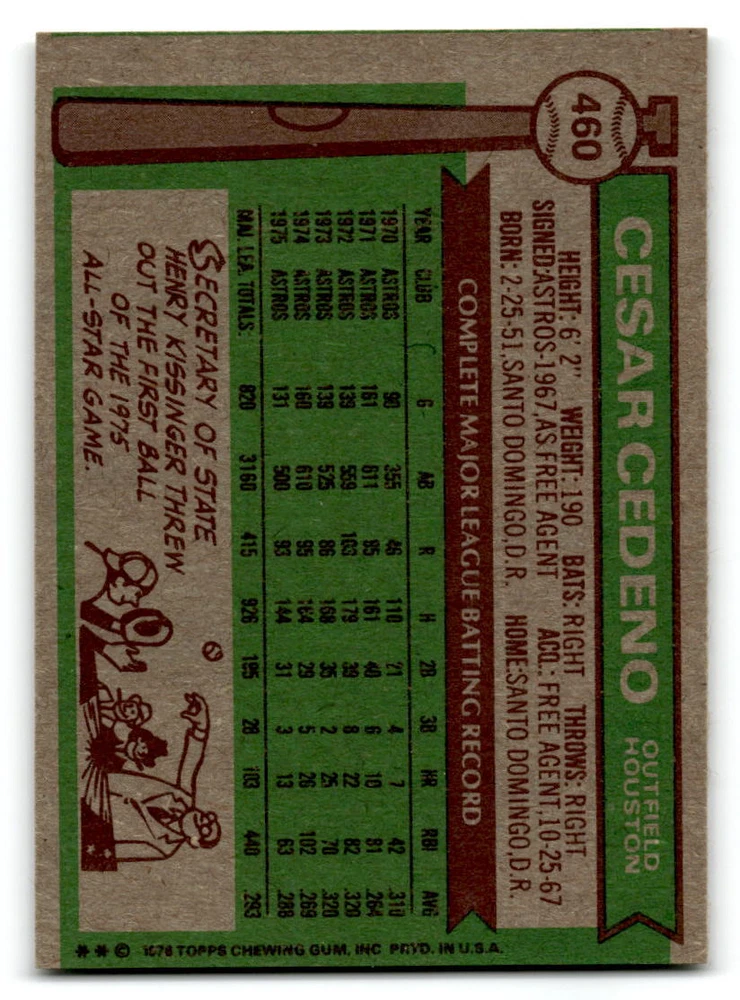 460
CESAR CEDENO
OUTFIELD
HOUSTON
HEIGHT: 6' 2" WEIGHT: 190 BATS: RIGHT THROWS: RIGHT
SIGNED: ASTROS-1967, AS FREE AGENT ACQ.: FREE AGENT, 10-25-67
BORN: 2-25-51, SANTO DOMINGO, D.R. HOME: SANTO DOMINGO, D.R.
COMPLETE MAJOR LEAGUE BATTING RECORD
YEAR CLUB G AB R H 2B 3B HR RBI AVG
1970 ASTROS 90 355 46 110 21 4 7 42 .310
1971 ASTROS 161 611 85 161 40 6 10 81 .264
1972 ASTROS 139 559 103 179 39 8 22 82 .320
1973 ASTROS 139 525 86 168 35 2 25 70 .320
1974 ASTROS 160 610 95 164 29 5 26 102 .269
1975 ASTROS 131 500 93 144 31 3 13 63 .288
MAJ. LEA. TOTALS: 820 3160 415 926 195 28 103 440 .293
SECRETARY OF STATE
HENRY KISSINGER THREW
OUT THE FIRST BALL
OF THE 1975
ALL-STAR GAME.
** © 1976 TOPPS CHEWING GUM, INC PRTD. IN U.S.A.